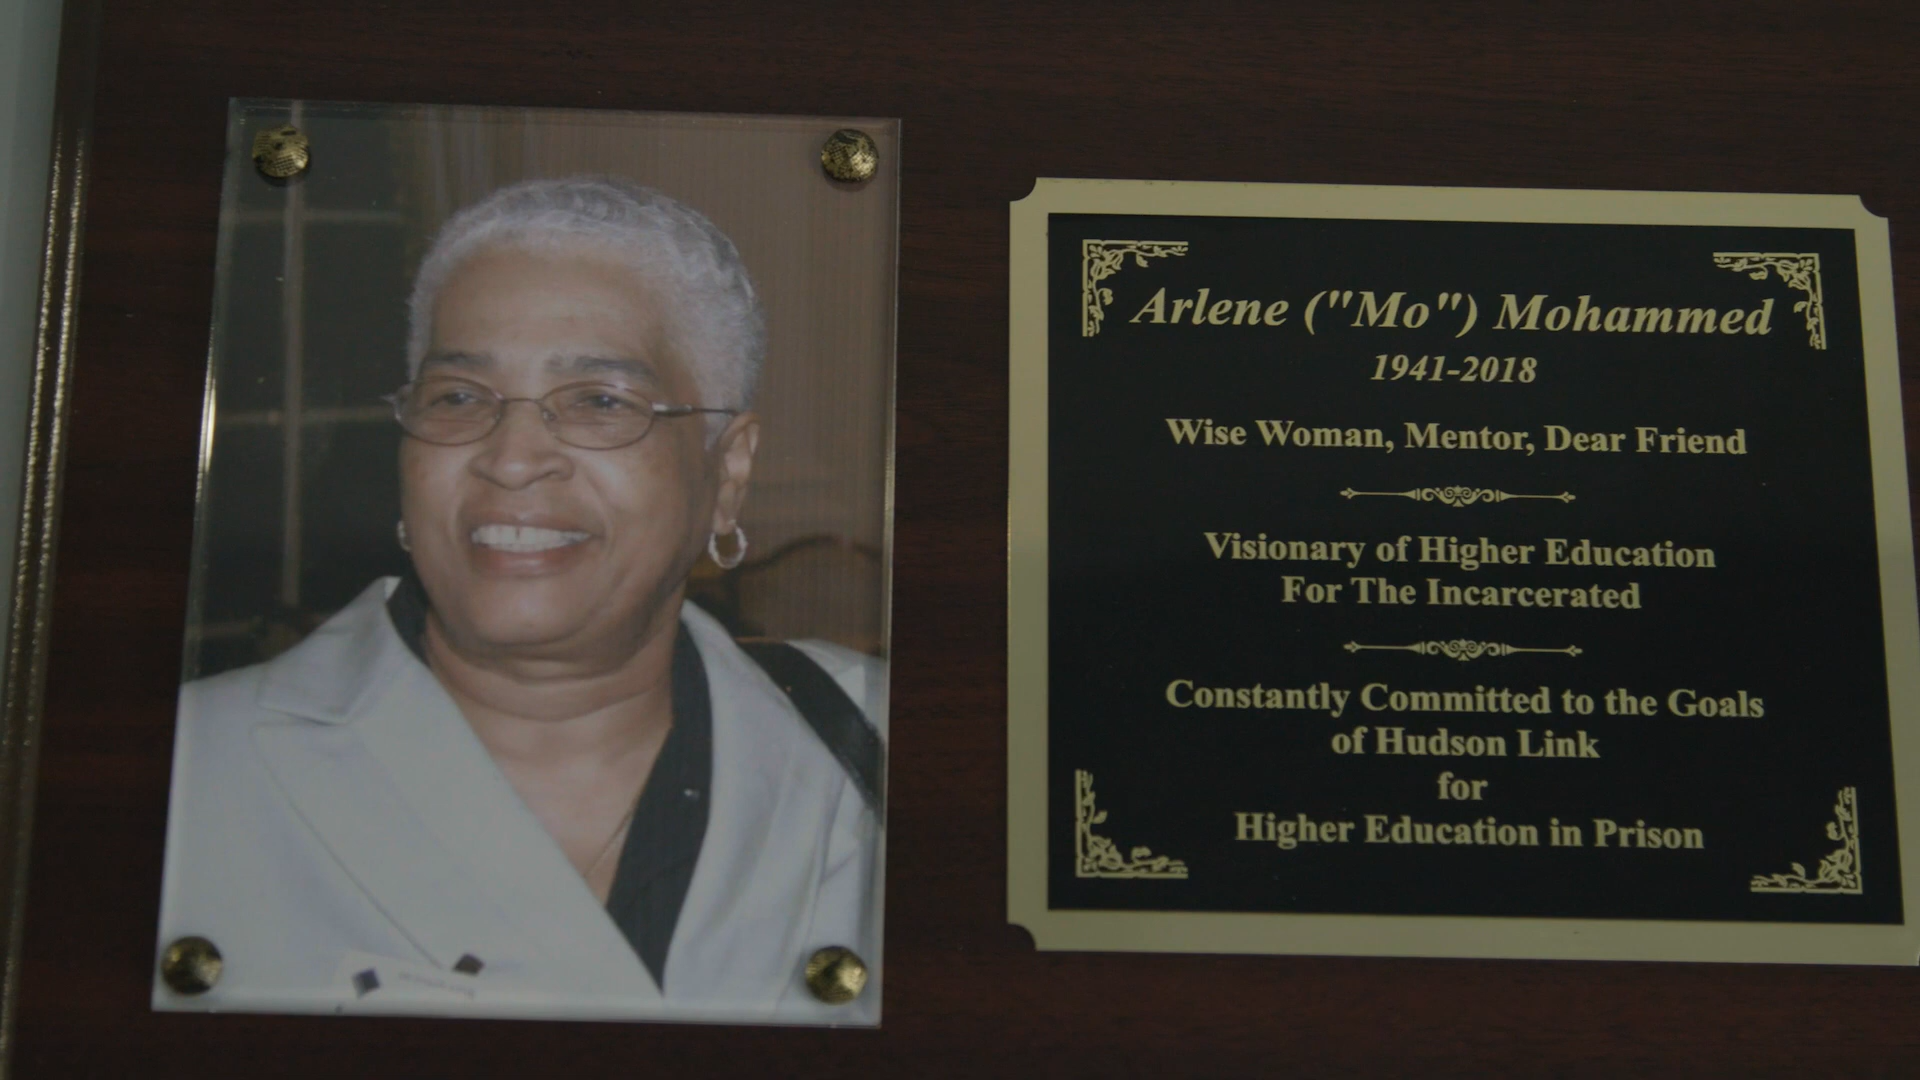 Arlene ("Mo") Mohammed
1941-2018
Wise Woman, Mentor, Dear Friend
Visionary of Higher Education
For The Incarcerated
Constantly Committed to the Goals
of Hudson Link
for
Higher Education in Prison